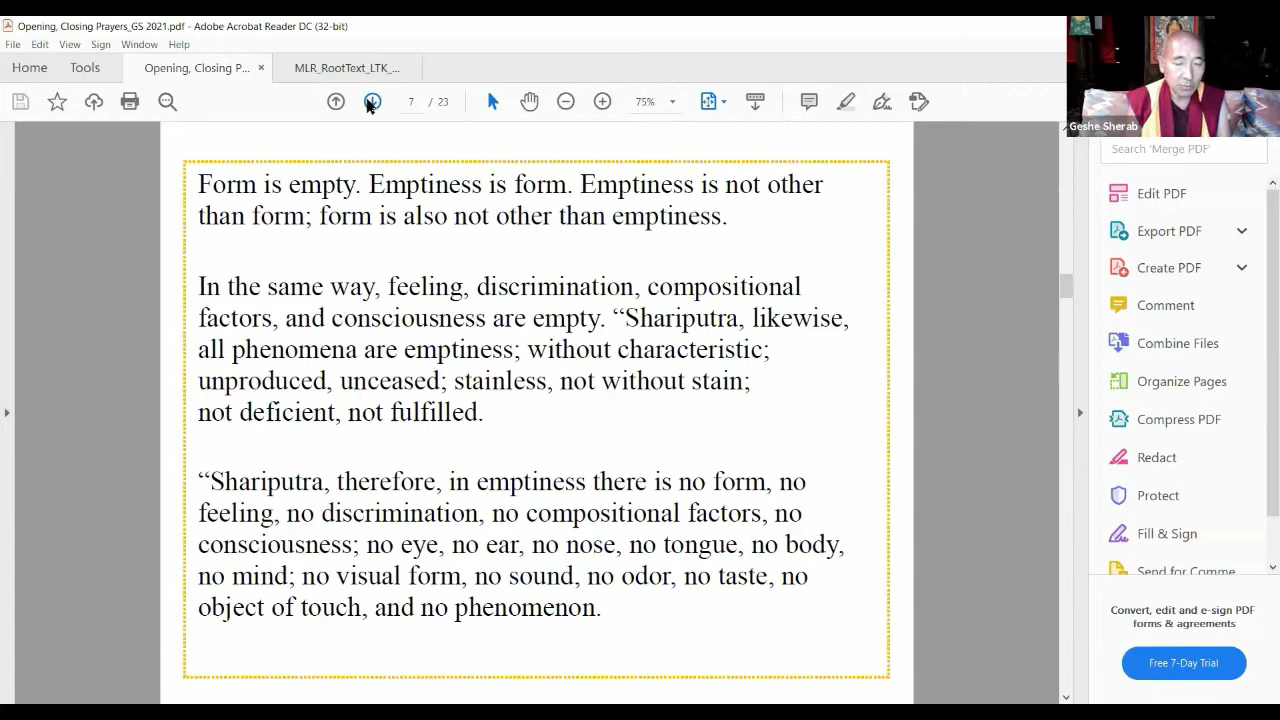 Opening, Closing Prayers_GS 2021.pdf - Adobe Acrobat Reader DC (32-bit)
File Edit View Sign Window Help
Home Tools Opening, Closing P... × MLR_RootText_LTK_...
7 / 23 75%
Geshe Sherab
Search 'Merge PDF'
Form is empty. Emptiness is form. Emptiness is not other
than form; form is also not other than emptiness.
In the same way, feeling, discrimination, compositional
factors, and consciousness are empty. “Shariputra, likewise,
all phenomena are emptiness; without characteristic;
unproduced, unceased; stainless, not without stain;
not deficient, not fulfilled.
“Shariputra, therefore, in emptiness there is no form, no
feeling, no discrimination, no compositional factors, no
consciousness; no eye, no ear, no nose, no tongue, no body,
no mind; no visual form, no sound, no odor, no taste, no
object of touch, and no phenomenon.
Edit PDF
Export PDF
Create PDF
Comment
Combine Files
Organize Pages
Compress PDF
Redact
Protect
Fill & Sign
Send for Comme
Convert, edit and e-sign PDF
forms & agreements
Free 7-Day Trial